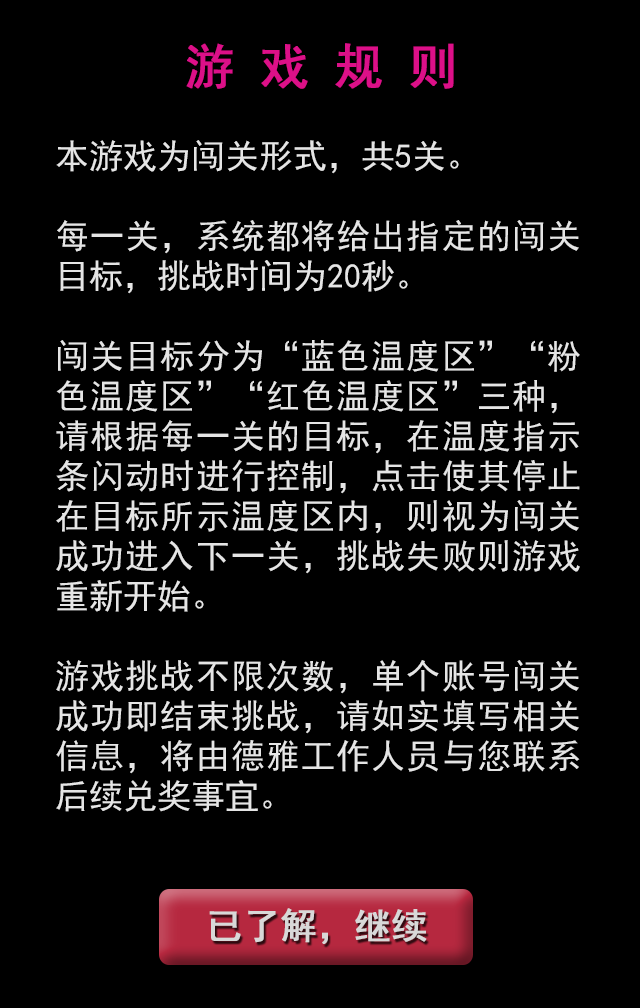 游戏规则
本游戏为闯关形式，共5关。
每一关，系统都将给出指定的闯关
目标，挑战时间为20秒。
闯关目标分为“蓝色温度区”“粉
色温度区”“红色温度区”三种，
请根据每一关的目标，在温度指示
条闪动时进行控制，点击使其停止
在目标所示温度区内，则视为闯关
成功进入下一关，挑战失败则游戏
重新开始。
游戏挑战不限次数，单个账号闯关
成功即结束挑战，请如实填写相关
信息，将由德雅工作人员与您联系
后续兑奖事宜。
已了解，继续